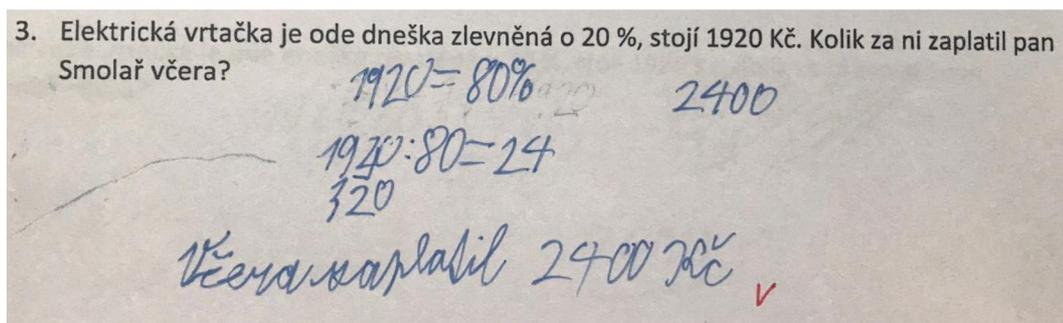 3. Elektrická vrtačka je ode dneška zlevněná o 20 %, stojí 1920 Kč. Kolik za ni zaplatil pan
Smolař včera?
1920 = 80%
2400
1920:80=24
320
Včera zaplatil 2400 Kč